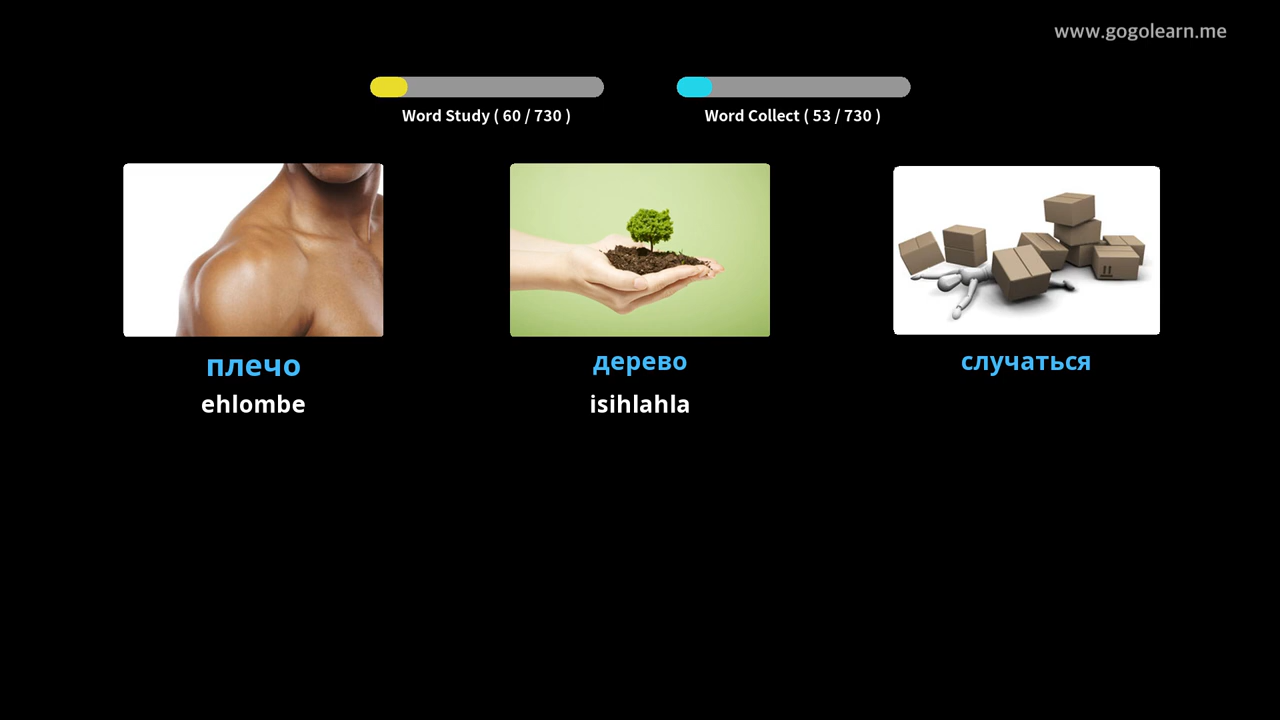 www.gogolearn.me
Word Study ( 60 / 730 )
Word Collect ( 53 / 730 )
плечо
ehlombe
дерево
isihlahla
случаться